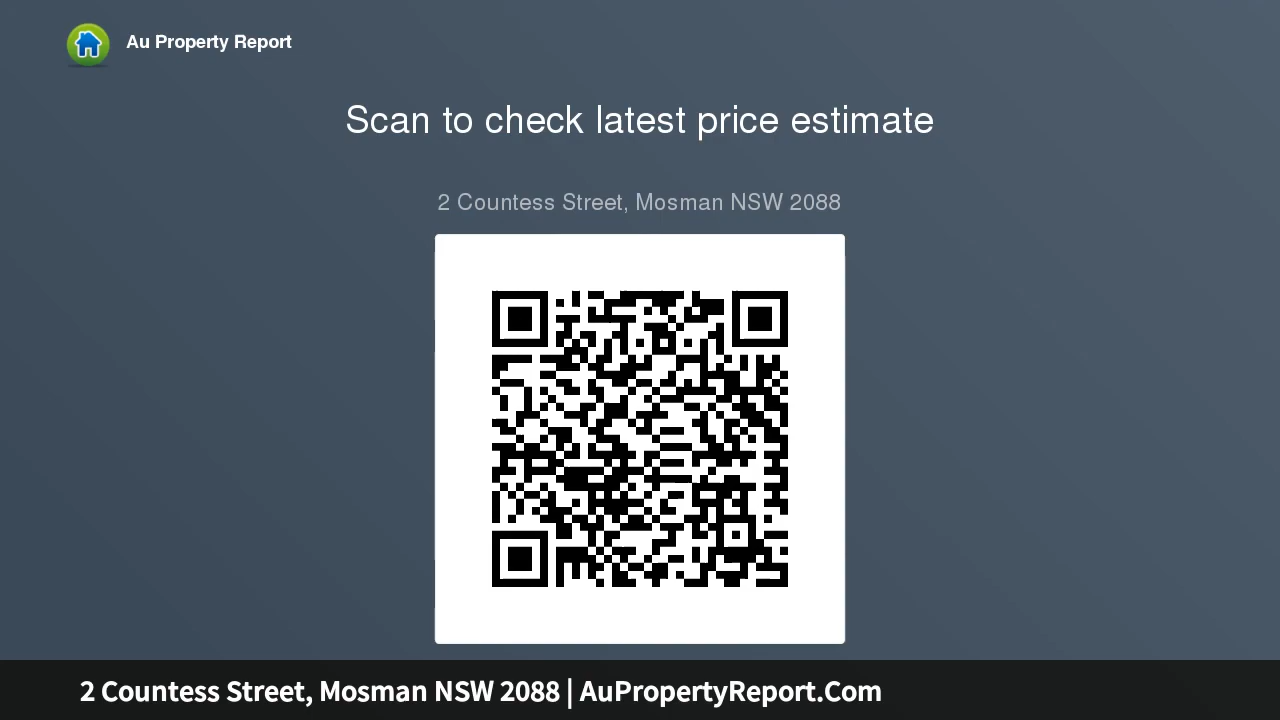 Au Property Report
Scan to check latest price estimate
2 Countess Street, Mosman NSW 2088
2 Countess Street, Mosman NSW 2088 | AuPropertyReport.Com